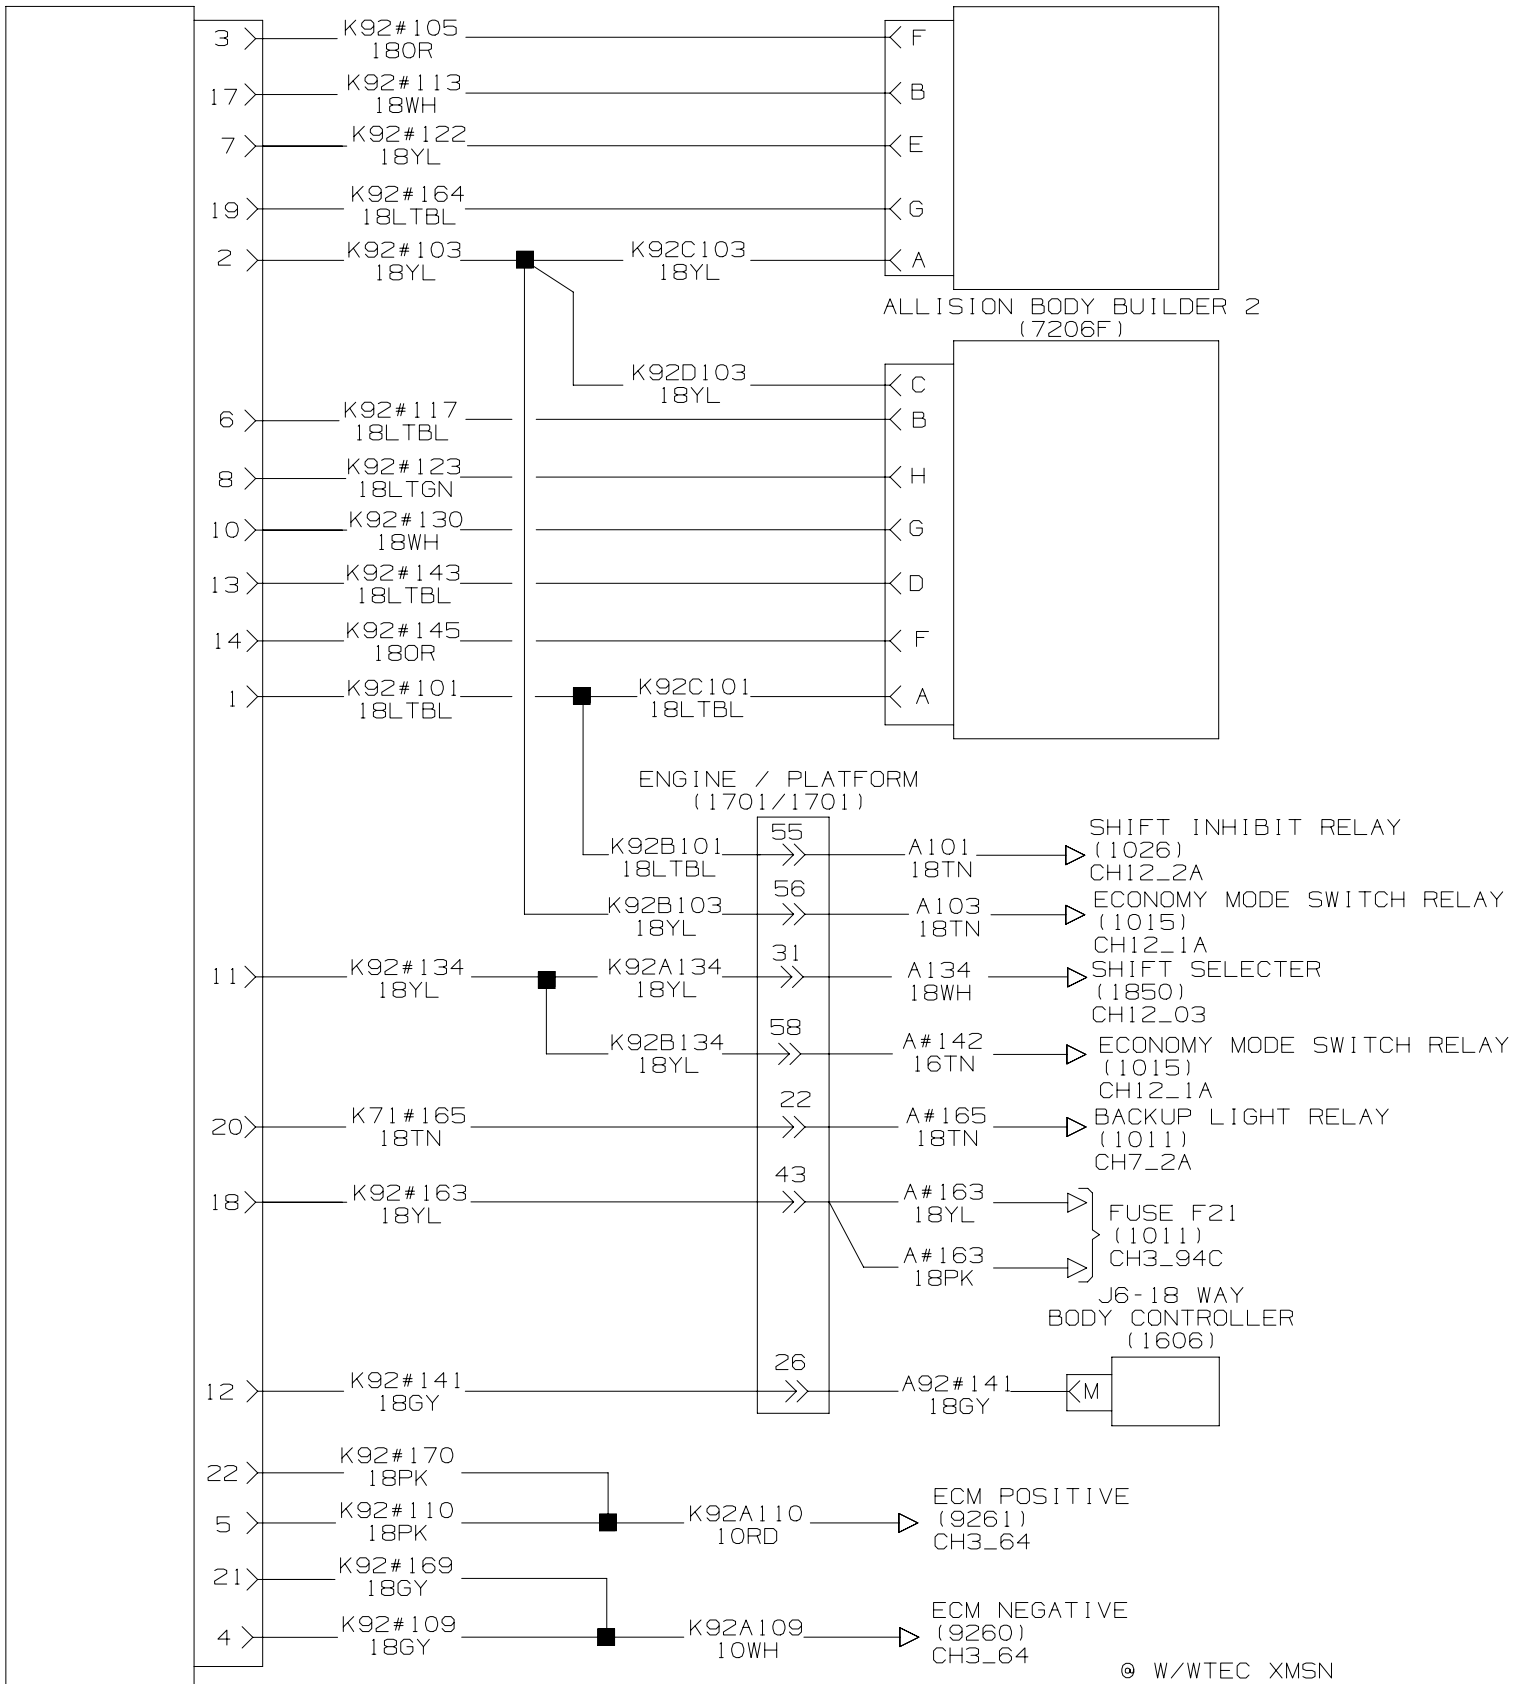 3 K92#105 F
18OR
17 K92#113 B
18WH
7 K92#122 E
18YL
19 K92#164 G
18LTBL
2 K92#103 K92C103 A
18YL 18YL
ALLISION BODY BUILDER 2
(7206F)
K92D103 C
18YL
6 K92#117 B
18LTBL
8 K92#123 H
18LTGN
10 K92#130 G
18WH
13 K92#143 D
18LTBL
14 K92#145 F
18OR
1 K92#101 K92C101 A
18LTBL 18LTBL
ENGINE / PLATFORM
(1701/1701)
K92B101 55 A101 SHIFT INHIBIT RELAY
18LTBL 18TN (1026)
CH12_2A
K92B103 56 A103 ECONOMY MODE SWITCH RELAY
18YL 18TN (1015)
CH12_1A
11 K92#134 K92A134 31 A134 SHIFT SELECTER
18YL 18YL 18WH (1850)
CH12_03
K92B134 58 A#142 ECONOMY MODE SWITCH RELAY
18YL 16TN (1015)
CH12_1A
20 K71#165 22 A#165 BACKUP LIGHT RELAY
18TN 18TN (1011)
CH7_2A
18 K92#163 43 A#163
18YL 18YL FUSE F21
(1011)
A#163 CH3_94C
18PK
J6-18 WAY
BODY CONTROLLER
(1606)
12 K92#141 26 A92#141 M
18GY 18GY
22 K92#170
18PK
5 K92#110 K92A110 ECM POSITIVE
18PK 10RD (9261)
CH3_64
21 K92#169
18GY
4 K92#109 K92A109 ECM NEGATIVE
18GY 10WH (9260)
CH3_64
@ W/WTEC XMSN